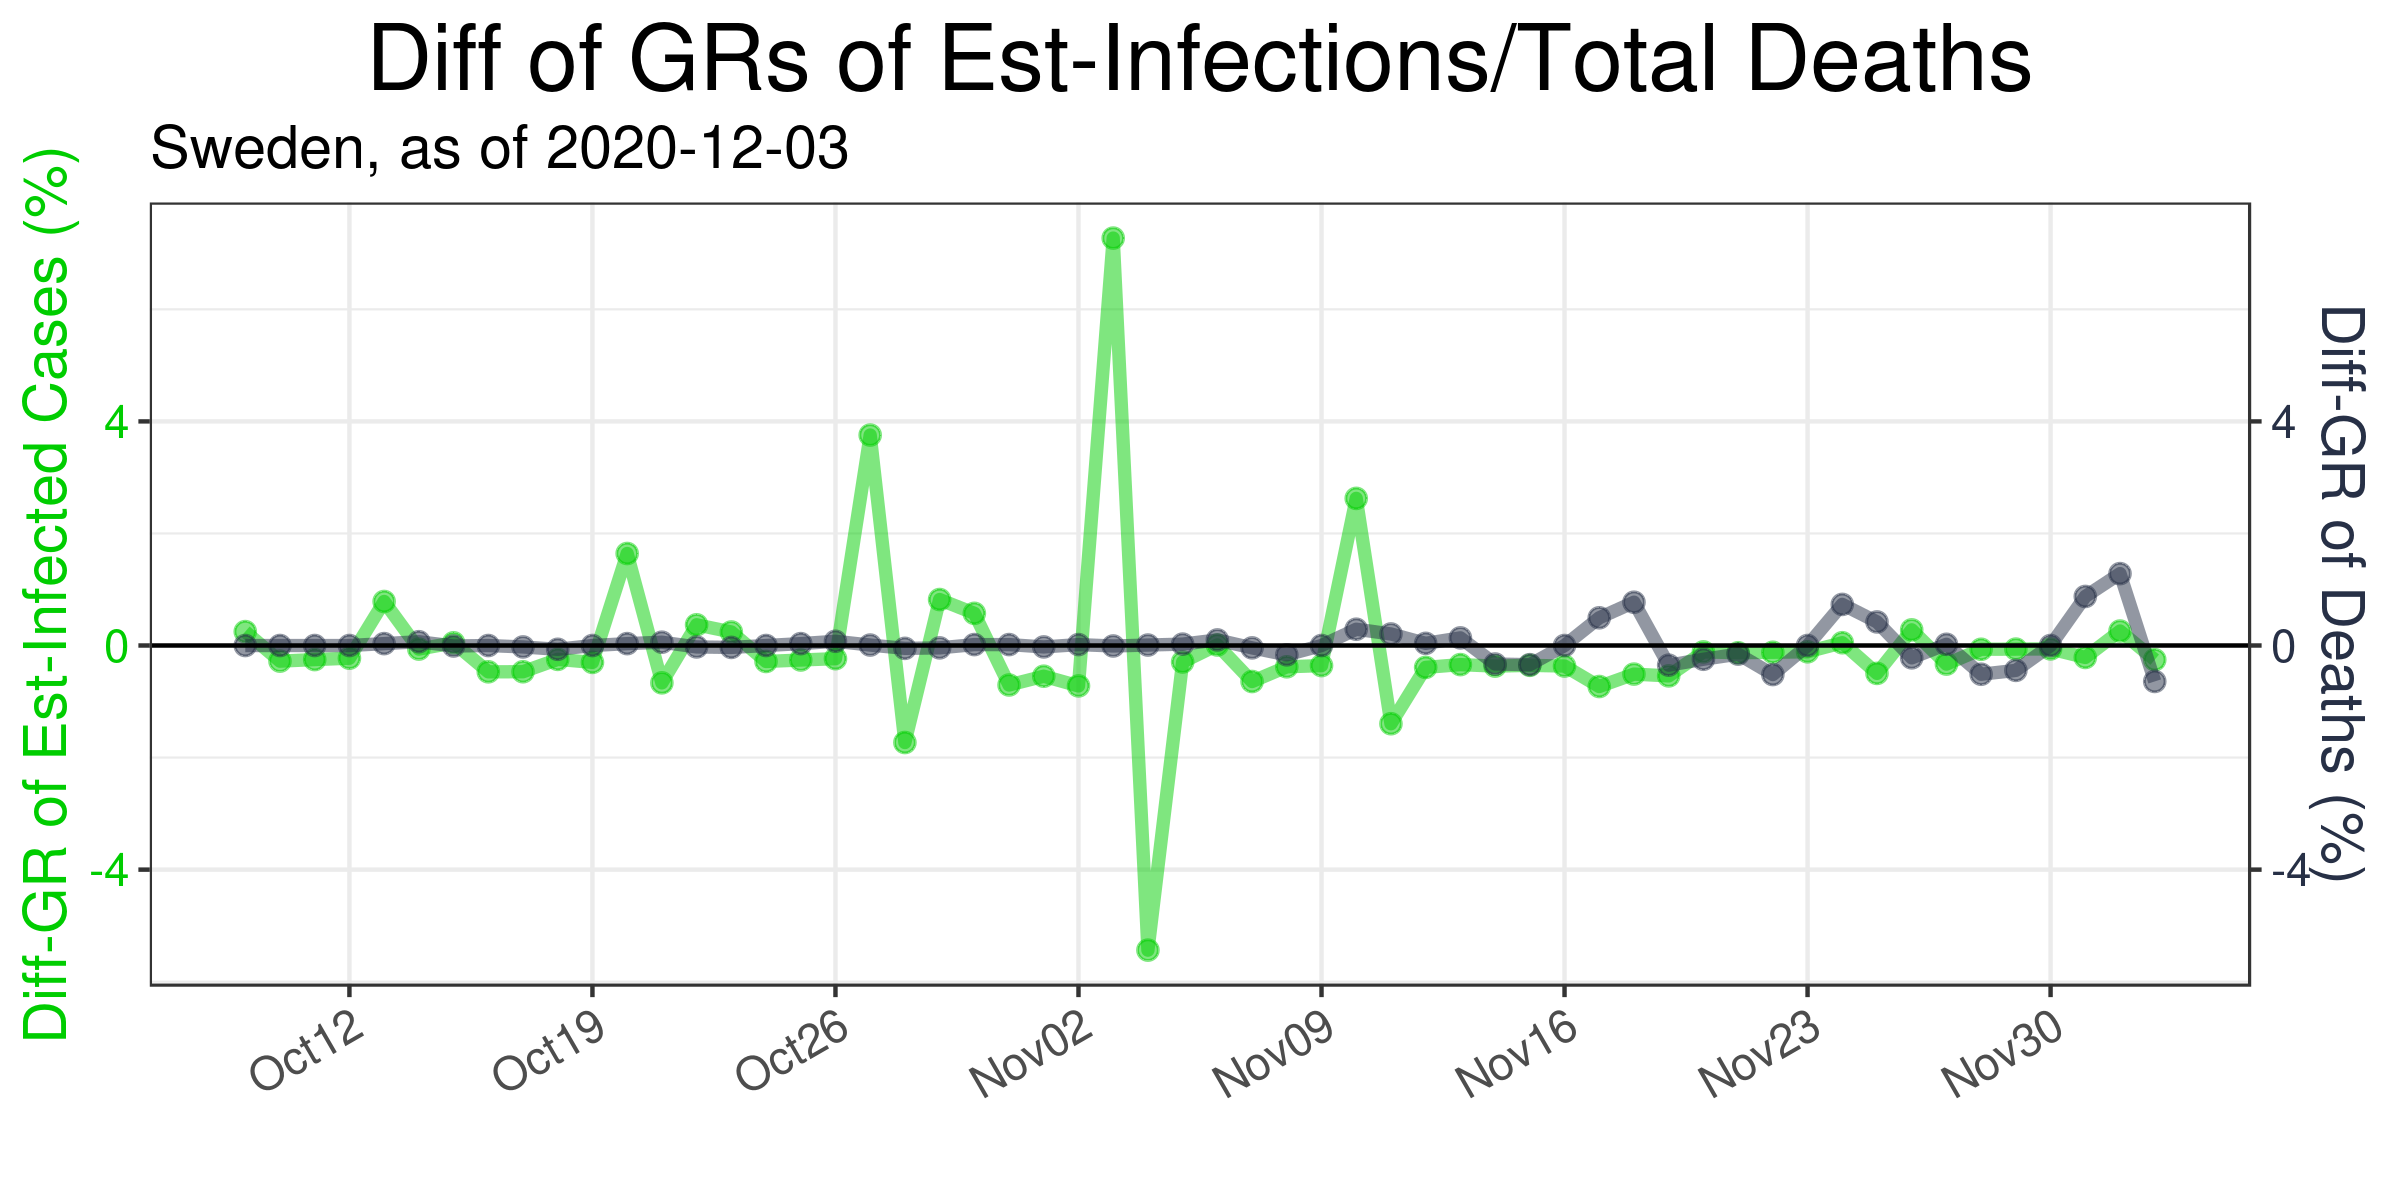 Diff of GRs of Est-Infections/Total Deaths
Sweden, as of 2020-12-03
Diff-GR of Est-Infected Cases (%)
4
0
-4
4
0
-4
Diff-GR of Deaths (%)
Oct12
Oct19
Oct26
Nov02
Nov09
Nov16
Nov23
Nov30